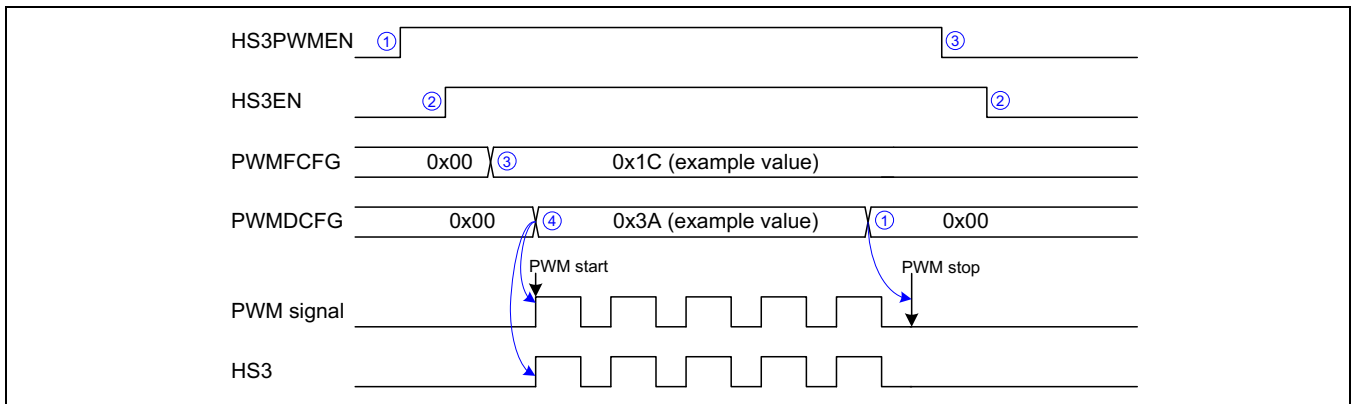 HS3PWMEN ① ③
HS3EN ② ②
PWMFCFG 0x00 ③ 0x1C (example value)
PWMDCFG 0x00 ④ 0x3A (example value) ① 0x00
PWM start PWM stop
PWM signal
HS3